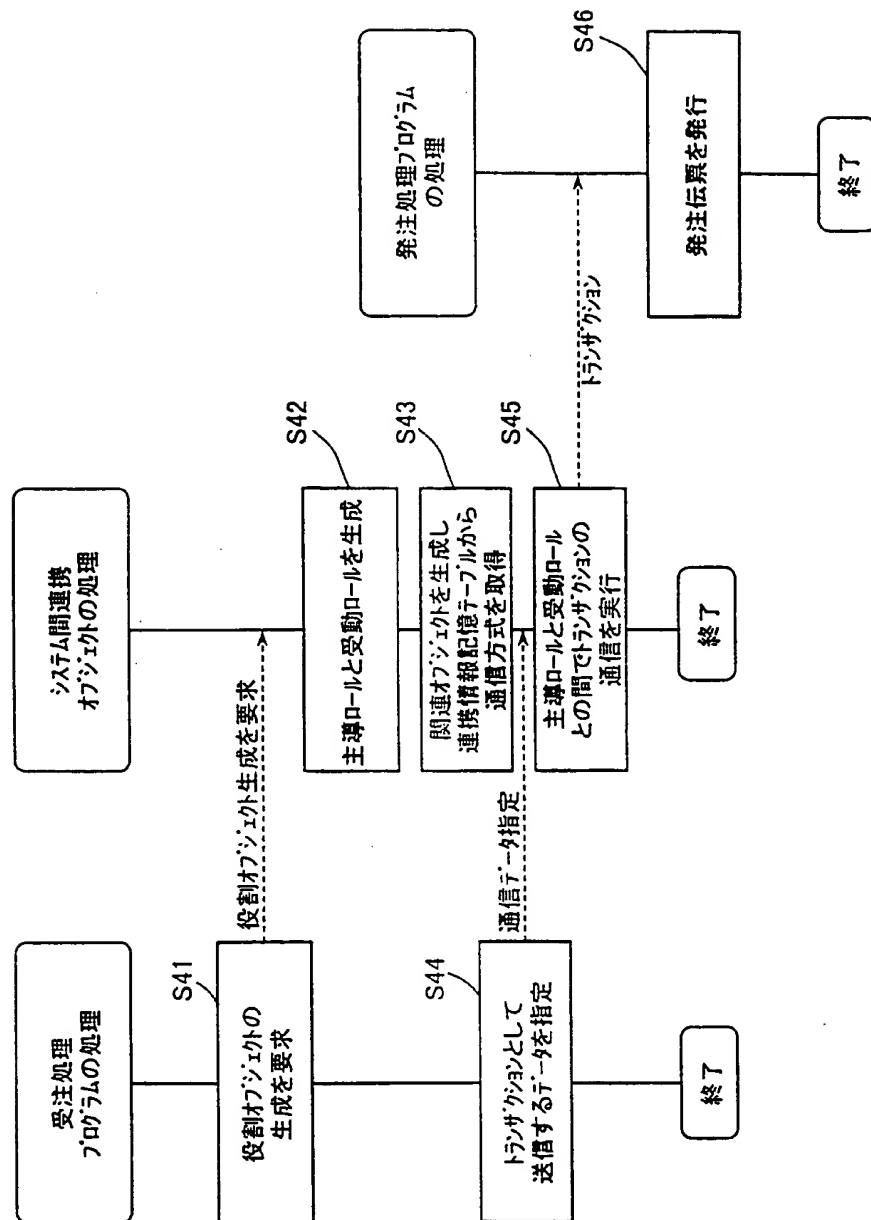 受注処理
プログラムの処理
S41
役割オブジェクトの
生成を要求
S44
トランザクションとして
送信するデータを指定
終了
役割オブジェクト生成を要求
通信データ指定
システム間連携
オブジェクトの処理
S42
主導ロールと受動ロールを生成
S43
関連オブジェクトを生成し
連携情報記憶テーブルから
通信方式を取得
S45
主導ロールと受動ロール
との間でトランザクションの
通信を実行
終了
トランザクション
発注処理プログラム
の処理
S46
発注伝票を発行
終了